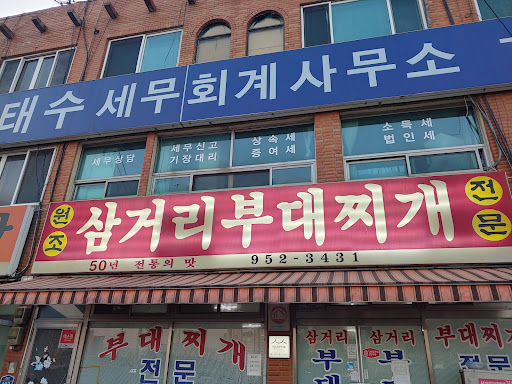 태수세무회계사무소
세무상담
세무신고
기장대리
상속세
증여세
소득세
법인세
원조
삼거리부대찌개
전문
50년 전통의 맛
952-3431
부대찌개
전문
삼거리
부대
찌개
전문